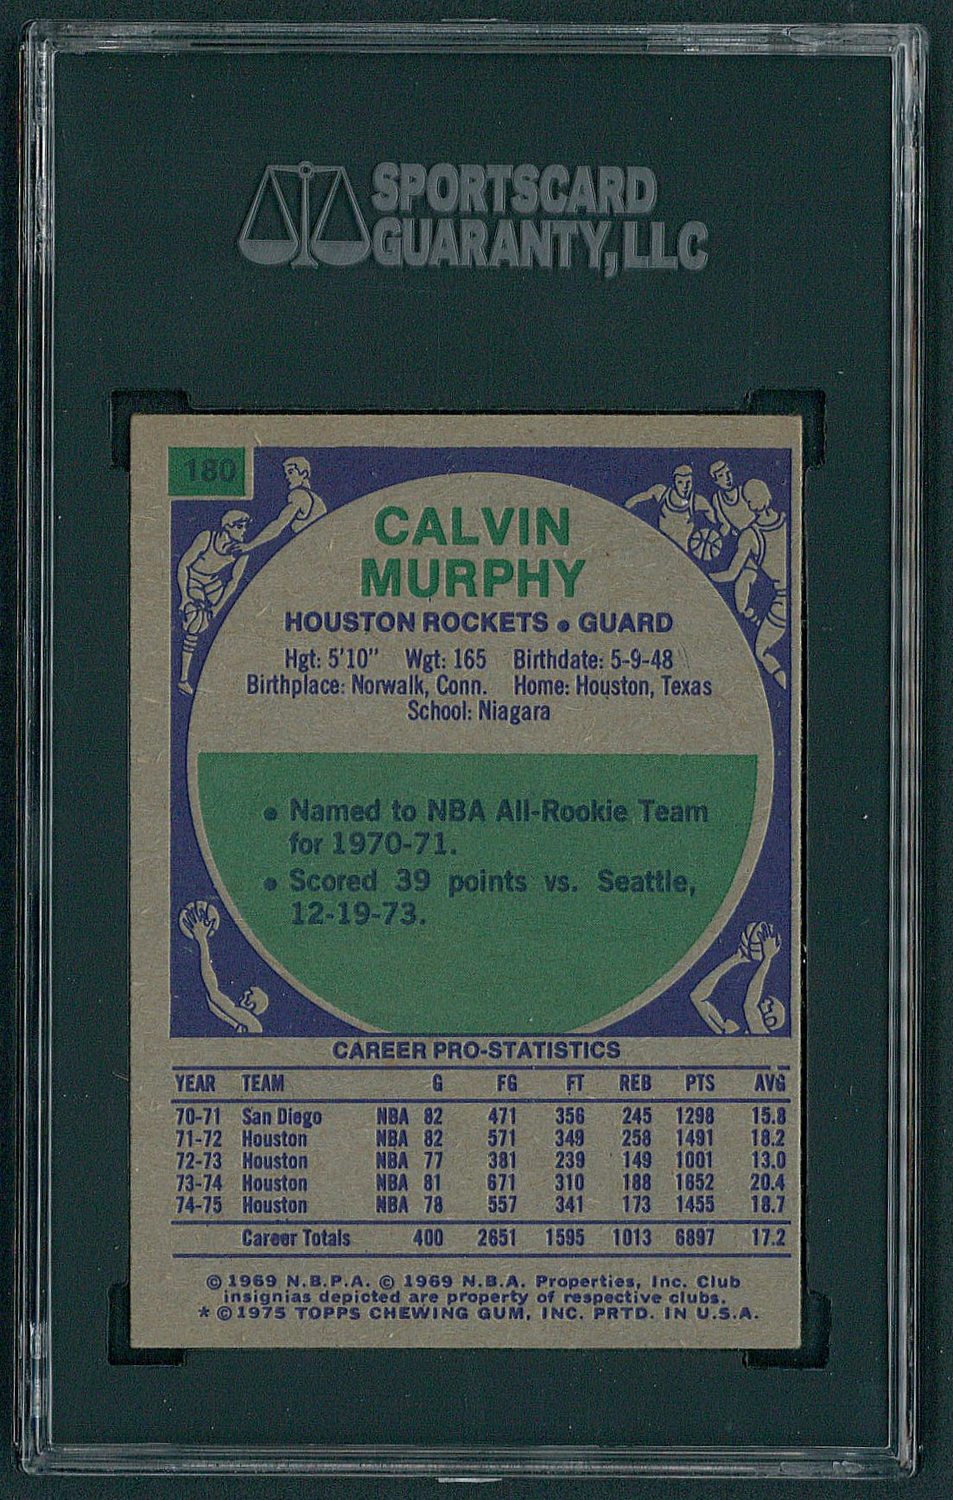 SPORTSCARD
GUARANTY, LLC
180
CALVIN
MURPHY
HOUSTON ROCKETS • GUARD
Hgt: 5'10" Wgt: 165 Birthdate: 5-9-48
Birthplace: Norwalk, Conn. Home: Houston, Texas
School: Niagara
• Named to NBA All-Rookie Team
for 1970-71.
• Scored 39 points vs. Seattle,
12-19-73.
CAREER PRO-STATISTICS
YEAR TEAM G FG FT REB PTS AVG
70-71 San Diego NBA 82 471 356 245 1298 15.8
71-72 Houston NBA 82 571 349 258 1491 18.2
72-73 Houston NBA 77 381 239 149 1001 13.0
73-74 Houston NBA 81 671 310 188 1652 20.4
74-75 Houston NBA 78 557 341 173 1455 18.7
Career Totals 400 2651 1595 1013 6897 17.2
© 1969 N.B.P.A. © 1969 N.B.A. Properties, Inc. Club
insignias depicted are property of respective clubs.
* © 1975 TOPPS CHEWING GUM, INC. PRTD. IN U.S.A.